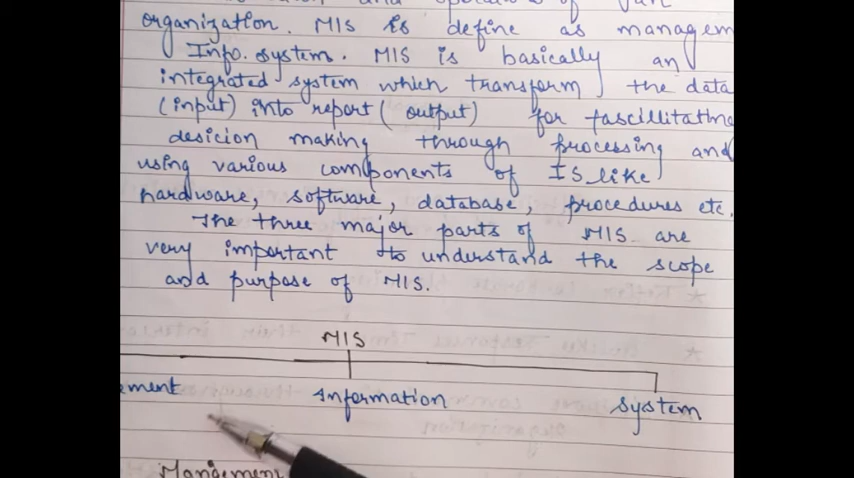 organization. MIS is define as managem
Info. system. MIS is basically an
integrated system which transform the data
(input) into report (output) for fascillitating
desicion making through processing and
using various components of IS like
hardware, software, database, procedures etc.
The three major parts of MIS are
very important to understand the scope
and purpose of MIS.
MIS
ement Information System
Mangement